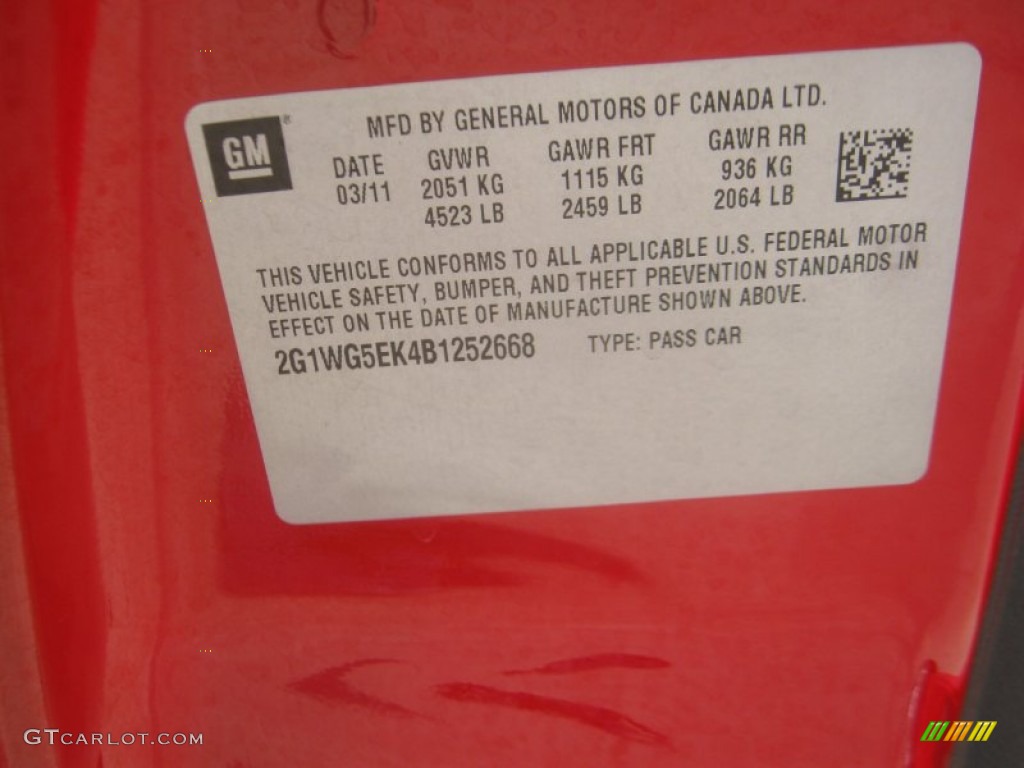 GM®
MFD BY GENERAL MOTORS OF CANADA LTD.
DATE GVWR GAWR FRT GAWR RR
03/11 2051 KG 1115 KG 936 KG
4523 LB 2459 LB 2064 LB
THIS VEHICLE CONFORMS TO ALL APPLICABLE U.S. FEDERAL MOTOR
VEHICLE SAFETY, BUMPER, AND THEFT PREVENTION STANDARDS IN
EFFECT ON THE DATE OF MANUFACTURE SHOWN ABOVE.
2G1WG5EK4B1252668 TYPE: PASS CAR
GTCARLOT.COM